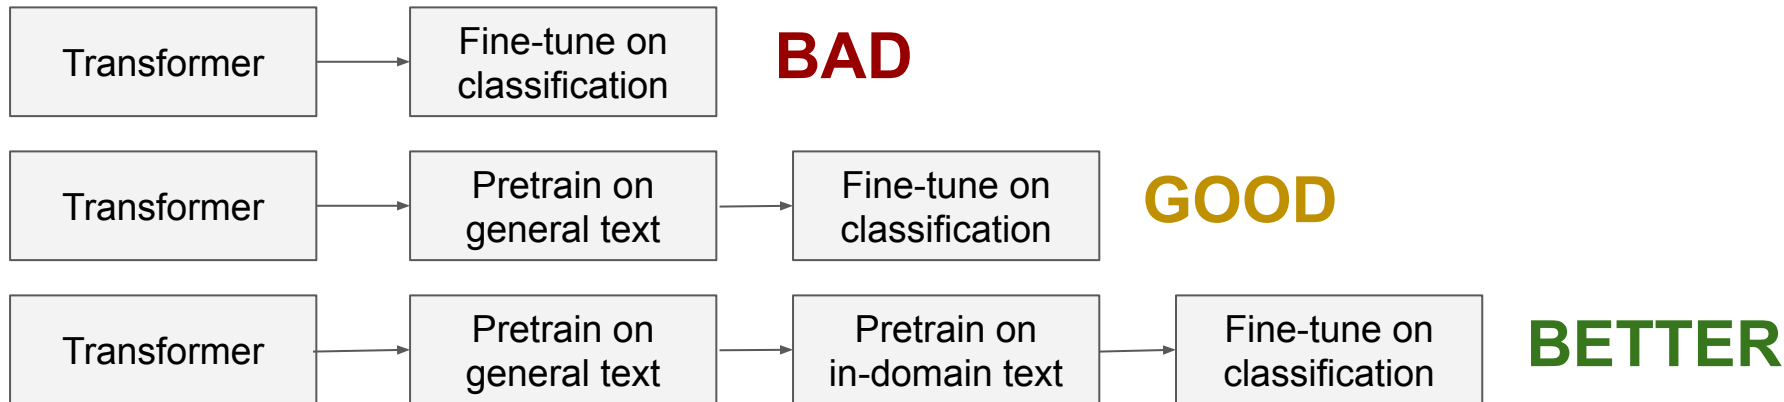 Transformer
Fine-tune on
classification
BAD
Transformer
Pretrain on
general text
Fine-tune on
classification
GOOD
Transformer
Pretrain on
general text
Pretrain on
in-domain text
Fine-tune on
classification
BETTER